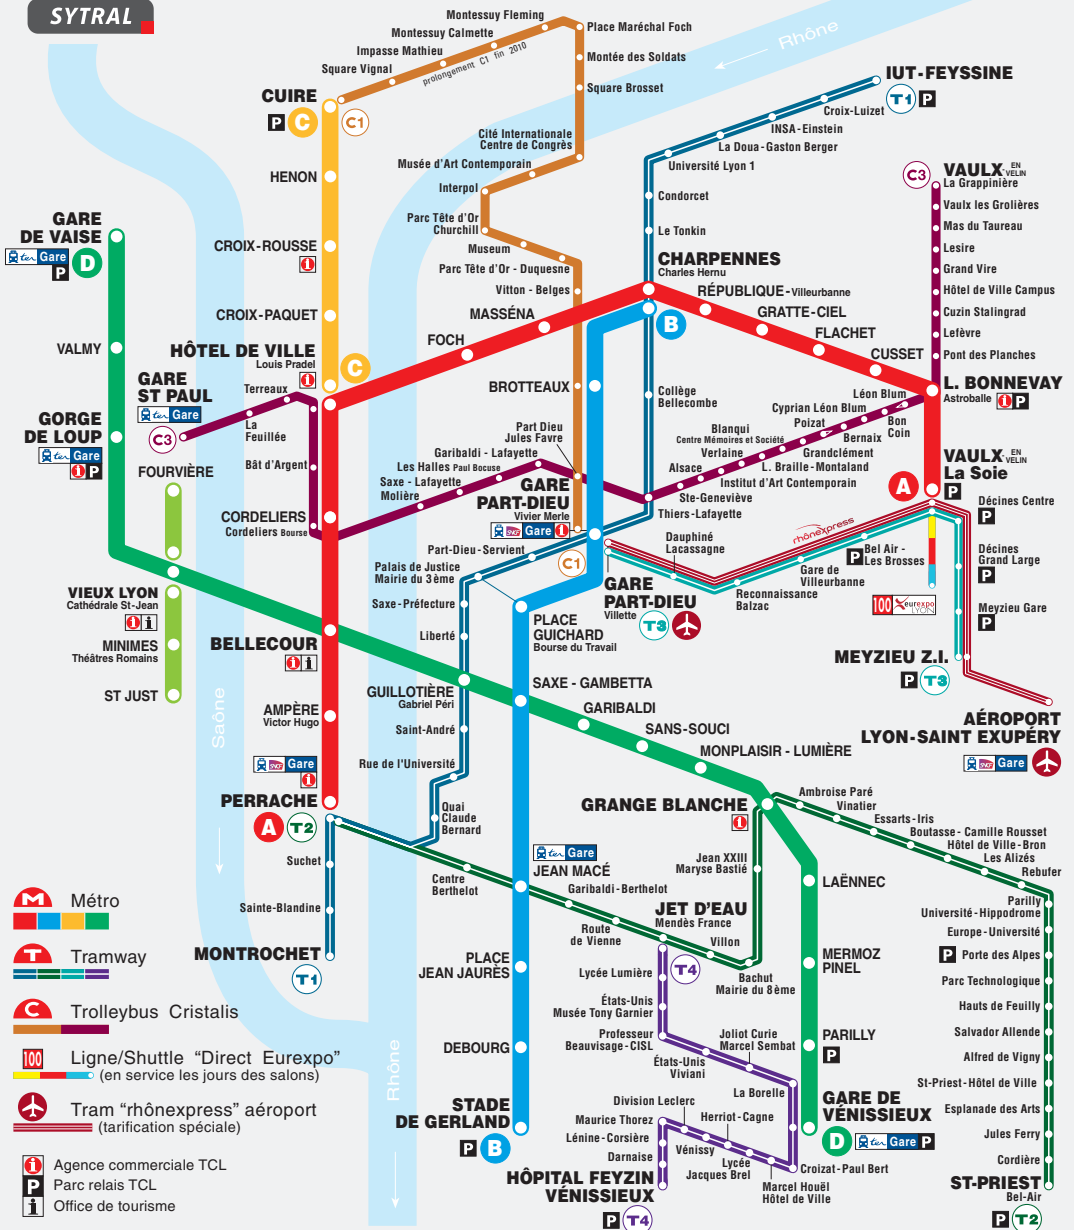 SYTRAL
Montessuy Fleming
Montessuy Calmette
Impasse Mathieu
Square Vignal
prolongement C1 fin 2010
Place Maréchal Foch
Montée des Soldats
Square Brosset
Rhône
CUIRE
P C C1
Cité Internationale
Centre de Congrès
Musée d'Art Contemporain
Interpol
Parc Tête d'Or
Churchill
Museum
Parc Tête d'Or - Duquesne
Vitton - Belges
IUT-FEYSSINE
T1 P
Croix-Luizet
INSA-Einstein
La Doua-Gaston Berger
Université Lyon 1
Condorcet
Le Tonkin
C3
VAULX EN VELIN
La Grappinière
Vaulx les Grolières
Mas du Taureau
Lesire
Grand Vire
Hôtel de Ville Campus
Cuzin Stalingrad
Lefèvre
Pont des Planches
HENON
CROIX-ROUSSE
CROIX-PAQUET
HÔTEL DE VILLE
Louis Pradel
C
GARE
DE VAISE
ter Gare
P D
VALMY
GORGE
DE LOUP
ter Gare
i P
GARE
ST PAUL
ter Gare
C3
Terreaux
La
Feuillée
Bât d'Argent
CHARPENNES
Charles Hernu
B
RÉPUBLIQUE-Villeurbanne
GRATTE-CIEL
FLACHET
CUSSET
MASSÉNA
FOCH
BROTTEAUX
Collège
Bellecombe
L. BONNEVAY
Astroballe i P
Léon Blum
Cyprian Léon Blum
Poizat
Bon
Coin
Bernaix
Blanqui
Centre Mémoires et Société
Grandclément
Verlaine
L. Braille-Montaland
Alsace
Institut d'Art Contemporain
Ste-Geneviève
Thiers-Lafayette
Part Dieu
Jules Favre
Garibaldi - Lafayette
Les Halles Paul Bocuse
Saxe - Lafayette
Molière
GARE
PART-DIEU
Vivier Merle
SNCF Gare i
C1
VAULX EN VELIN
La Soie
A P
Décines Centre
P
Décines
Grand Large
P
Meyzieu Gare
P
FOURVIÈRE
CORDELIERS
Cordeliers Bourse
Part-Dieu-Servient
Palais de Justice
Mairie du 3ème
Saxe-Préfecture
Liberté
Dauphiné
Lacassagne
rhônexpress
P Bel Air -
Les Brosses
Gare de
Villeurbanne
Reconnaissance
Balzac
100 eurexpo
LYON
GARE
PART-DIEU
Villette T3
MEYZIEU Z.I.
P T3
VIEUX LYON
Cathédrale St-Jean
i i
MINIMES
Théâtres Romains
ST JUST
BELLECOUR
i i
PLACE
GUICHARD
Bourse du Travail
Saône
AMPÈRE
Victor Hugo
GUILLOTIÈRE
Gabriel Péri
Saint-André
Rue de l'Université
Quai
Claude
Bernard
SAXE - GAMBETTA
GARIBALDI
SANS-SOUCI
MONPLAISIR - LUMIÈRE
AÉROPORT
LYON-SAINT EXUPÉRY
SNCF Gare
SNCF Gare
i
PERRACHE
A T2
Suchet
Sainte-Blandine
MONTROCHET
T1
GRANGE BLANCHE
i
Ambroise Paré
Vinatier
Essarts-Iris
Boutasse - Camille Rousset
Hôtel de Ville-Bron
Les Alizés
Rebufer
Parilly
Université-Hippodrome
Europe-Université
P Porte des Alpes
Parc Technologique
Hauts de Feuilly
Salvador Allende
Alfred de Vigny
St-Priest-Hôtel de Ville
Esplanade des Arts
Jules Ferry
Cordière
ST-PRIEST
Bel-Air
P T2
ter Gare
JEAN MACÉ
Centre
Berthelot
Garibaldi-Berthelot
Route
de Vienne
Jean XXIII
Maryse Bastié
JET D'EAU
Mendès France
T4
Villon
Bachut
Mairie du 8ème
LAËNNEC
MERMOZ
PINEL
PARILLY
P
GARE DE
VÉNISSIEUX
D ter Gare P
PLACE
JEAN JAURÈS
DEBOURG
STADE
DE GERLAND
P B
Rhône
Lycée Lumière
États-Unis
Musée Tony Garnier
Professeur
Beauvisage-CISL
États-Unis
Viviani
Joliot Curie
Marcel Sembat
La Borelle
Division Leclerc
Maurice Thorez
Herriot-Cagne
Lénine-Corsière
Darnaise
Vénissy
Lycée
Jacques Brel
Marcel Houël
Hôtel de Ville
Croizat-Paul Bert
HÔPITAL FEYZIN
VÉNISSIEUX
P T4
M Métro
T Tramway
C Trolleybus Cristalis
100 Ligne/Shuttle “Direct Eurexpo”
(en service les jours des salons)
Tram “rhônexpress” aéroport
(tarification spéciale)
i Agence commerciale TCL
P Parc relais TCL
i Office de tourisme